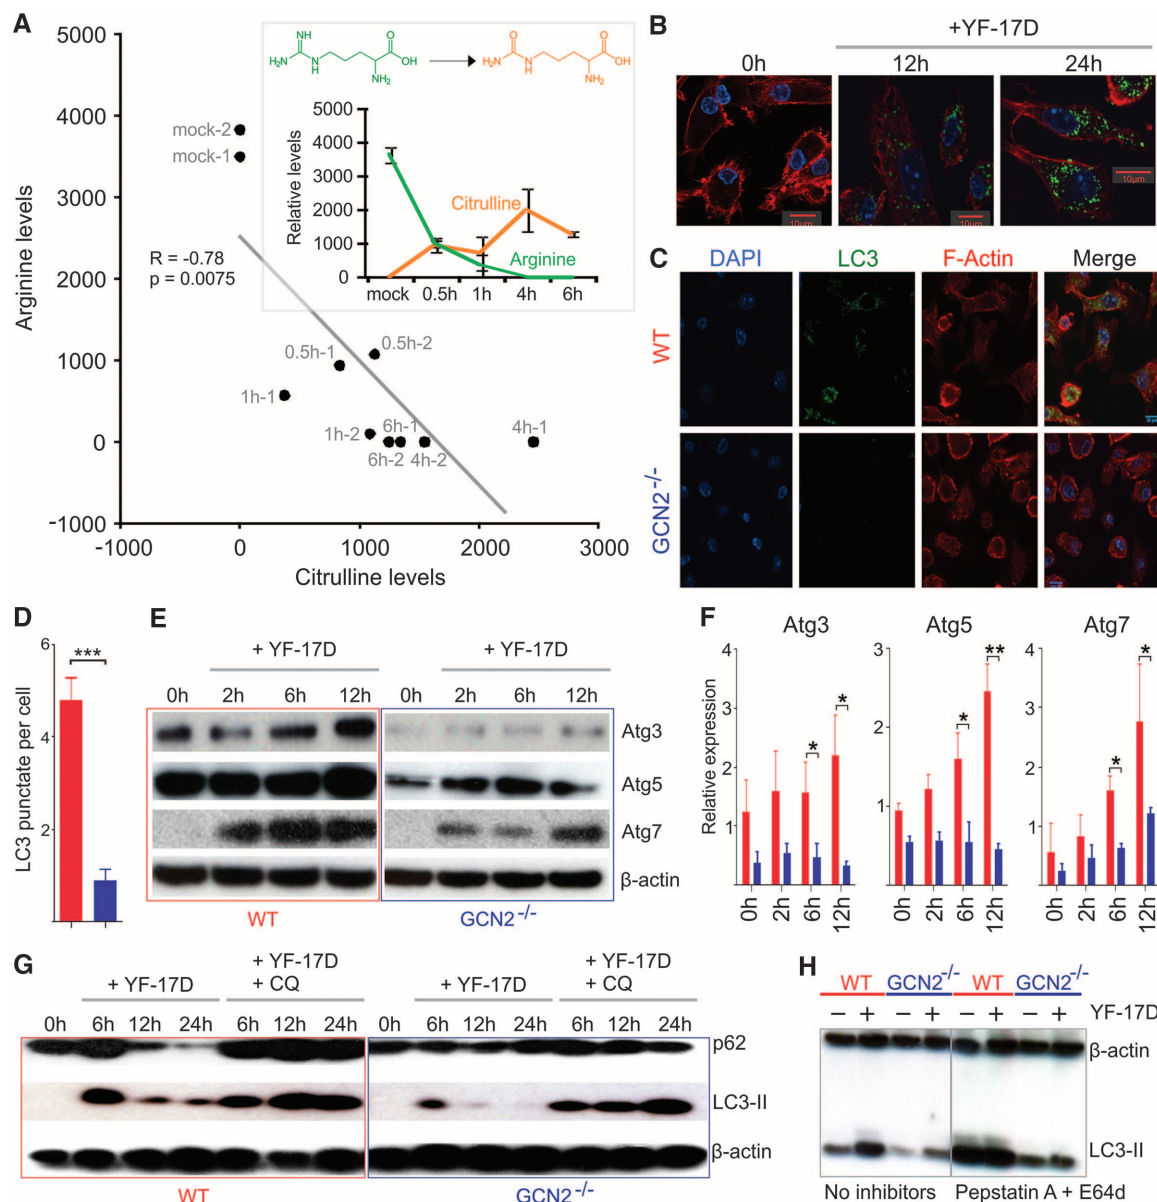 A
5000
4000
3000
2000
1000
0
-1000
Arginine levels
-1000
0
1000
2000
3000
Citrulline levels
mock-2
mock-1
R = -0.78
p = 0.0075
0.5h-1
0.5h-2
1h-1
1h-2
6h-1
6h-2
4h-2
4h-1
NH
H₂N
N
H
O
OH
NH₂
O
H₂N
N
H
O
OH
NH₂
5000
4000
3000
2000
1000
0
Relative levels
Citrulline
Arginine
mock 0.5h 1h 4h 6h
B
+YF-17D
0h 12h 24h
10μm
10μm
10μm
C
DAPI LC3 F-Actin Merge
WT
GCN2-/-
D
6
4
2
LC3 punctate per cell
***
E
+ YF-17D + YF-17D
0h 2h 6h 12h 0h 2h 6h 12h
Atg3
Atg5
Atg7
β-actin
WT GCN2-/-
F
Relative expression
Atg3
4
3
2
1
*
*
0h 2h 6h 12h
Atg5
3
2
1
*
**
0h 2h 6h 12h
Atg7
4
3
2
1
*
*
0h 2h 6h 12h
G
+ YF-17D
+ YF-17D
+ CQ
+ YF-17D
+ YF-17D
+ CQ
0h 6h 12h 24h 6h 12h 24h 0h 6h 12h 24h 6h 12h 24h
p62
LC3-II
β-actin
WT GCN2-/-
H
WT GCN2-/- WT GCN2-/-
− + − + − + − + YF-17D
β-actin
LC3-II
No inhibitors Pepstatin A + E64d